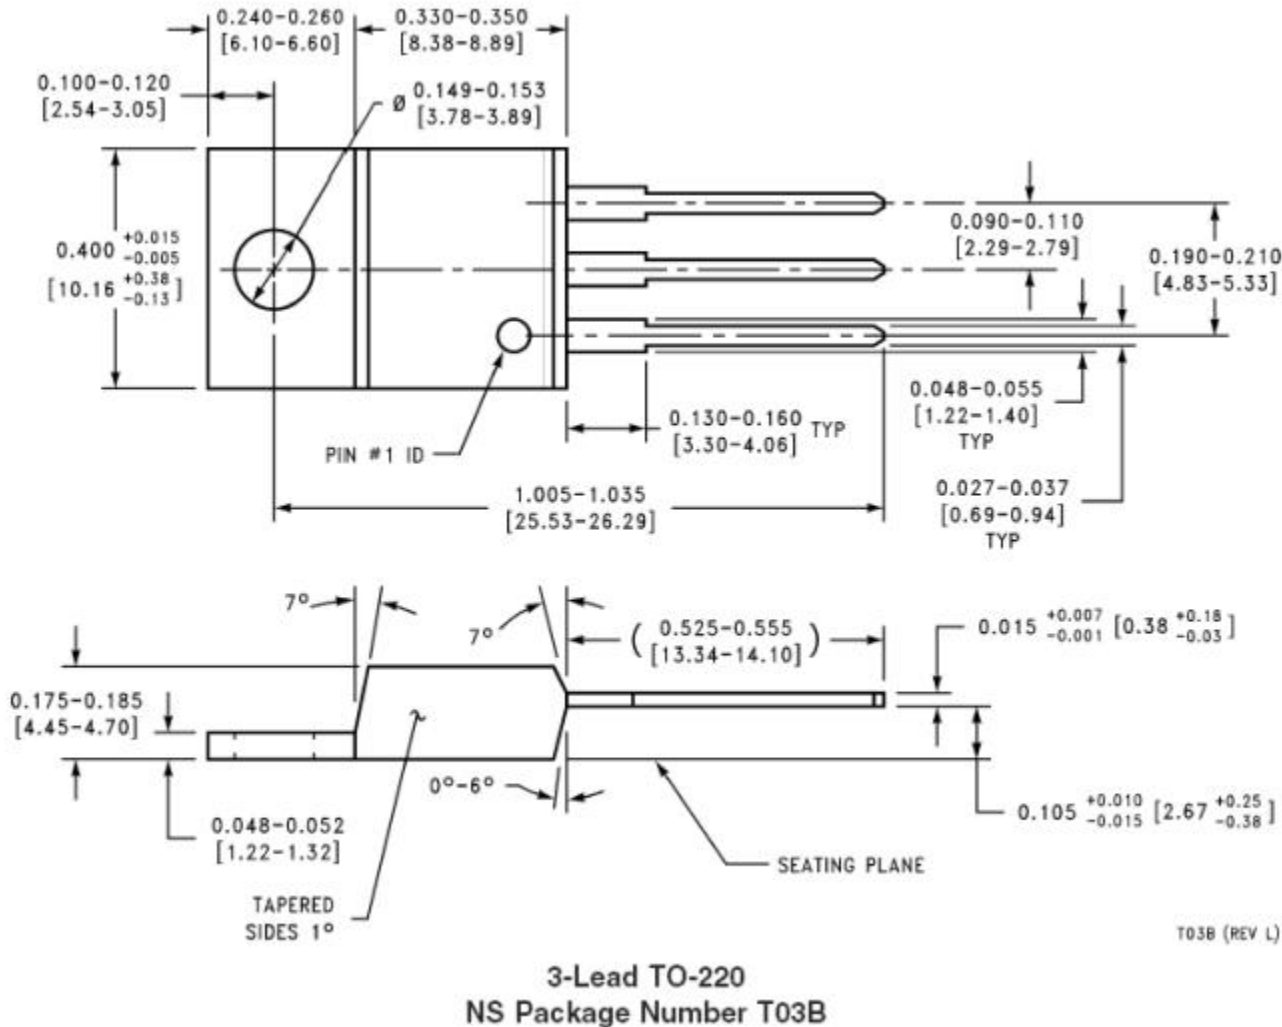 0.240-0.260
[6.10-6.60]
0.330-0.350
[8.38-8.89]
0.100-0.120
[2.54-3.05]
Ø 0.149-0.153
[3.78-3.89]
0.400 +0.015
-0.005
[10.16 +0.38
-0.13]
0.090-0.110
[2.29-2.79]
0.190-0.210
[4.83-5.33]
0.048-0.055
[1.22-1.40]
TYP
0.130-0.160 TYP
[3.30-4.06]
PIN #1 ID
0.027-0.037
[0.69-0.94]
TYP
1.005-1.035
[25.53-26.29]
7°
7°
(0.525-0.555)
[13.34-14.10]
0.015 +0.007 [0.38 +0.18]
-0.001 -0.03
0.175-0.185
[4.45-4.70]
0°-6°
0.105 +0.010 [2.67 +0.25]
-0.015 -0.38
0.048-0.052
[1.22-1.32]
SEATING PLANE
TAPERED
SIDES 1°
T03B (REV L)
3-Lead TO-220
NS Package Number T03B